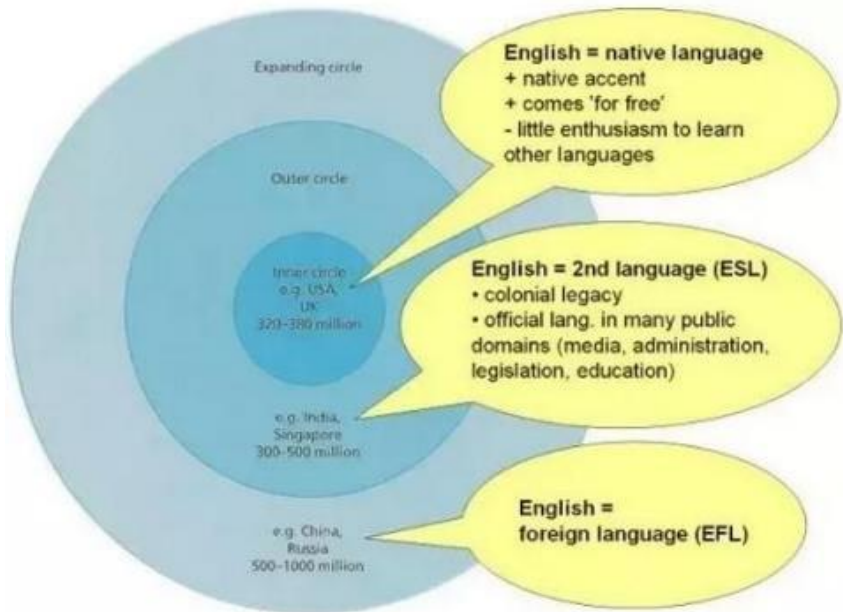 Expanding circle
Outer circle
Inner circle
e.g. USA,
UK
320–380 million
e.g. India,
Singapore
300–500 million
e.g. China,
Russia
500–1000 million
English = native language
+ native accent
+ comes 'for free'
- little enthusiasm to learn
other languages
English = 2nd language (ESL)
• colonial legacy
• official lang. in many public
domains (media, administration,
legislation, education)
English =
foreign language (EFL)